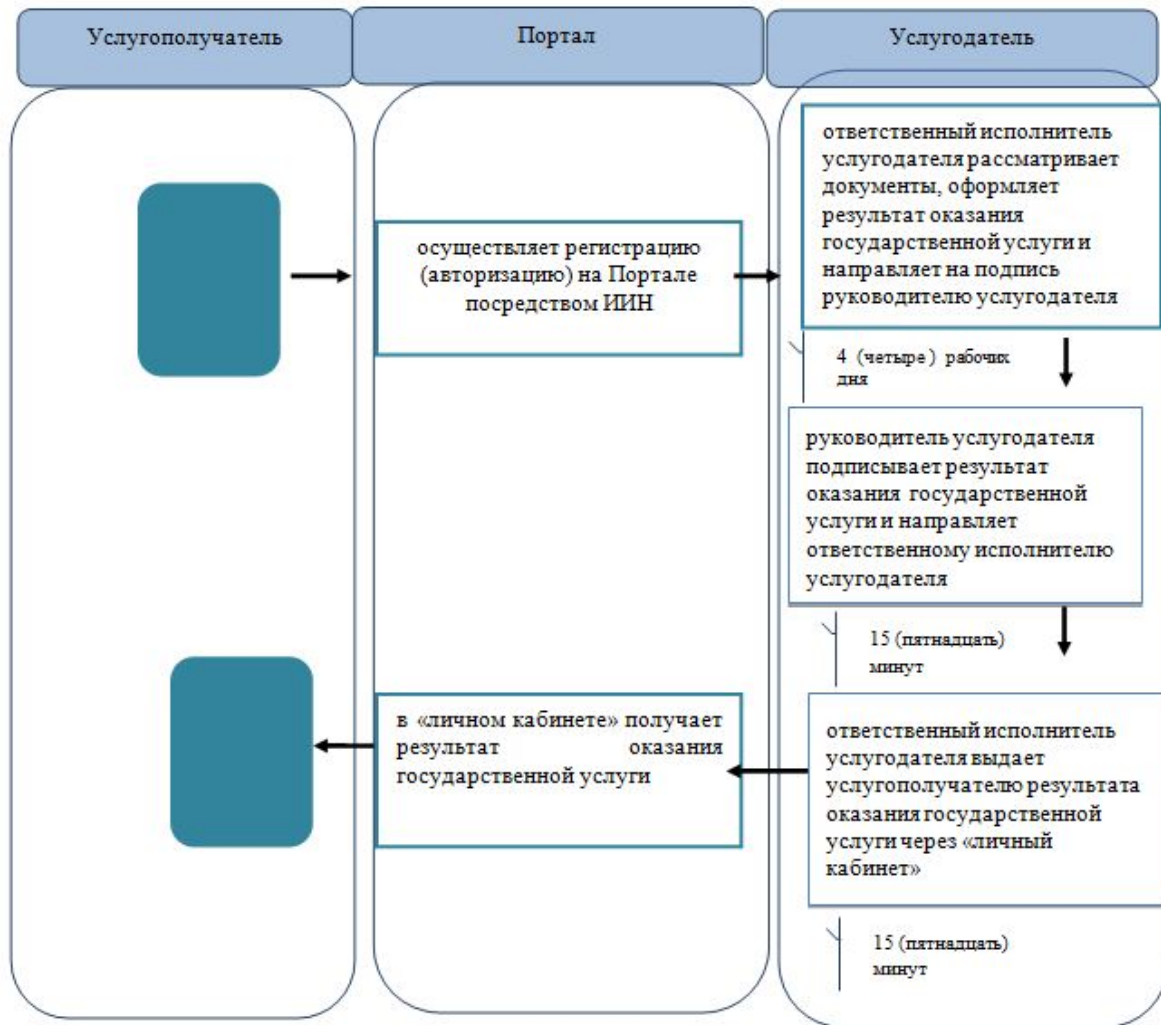 Услугополучатель
Портал
Услугодатель
осуществляет регистрацию
(авторизацию) на Портале
посредством ИИН
ответственный исполнитель
услугодателя рассматривает
документы, оформляет
результат оказания
государственной услуги и
направляет на подпись
руководителю услугодателя
4 (четыре ) рабочих
дня
руководитель услугодателя
подписывает результат
оказания государственной
услуги и направляет
ответственному исполнителю
услугодателя
15 (пятнадцать)
минут
ответственный исполнитель
услугодателя выдает
услугополучателю результата
оказания государственной
услуги через «личный
кабинет»
15 (пятнадцать)
минут
в «личном кабинете» получает
результат оказания
государственной услуги